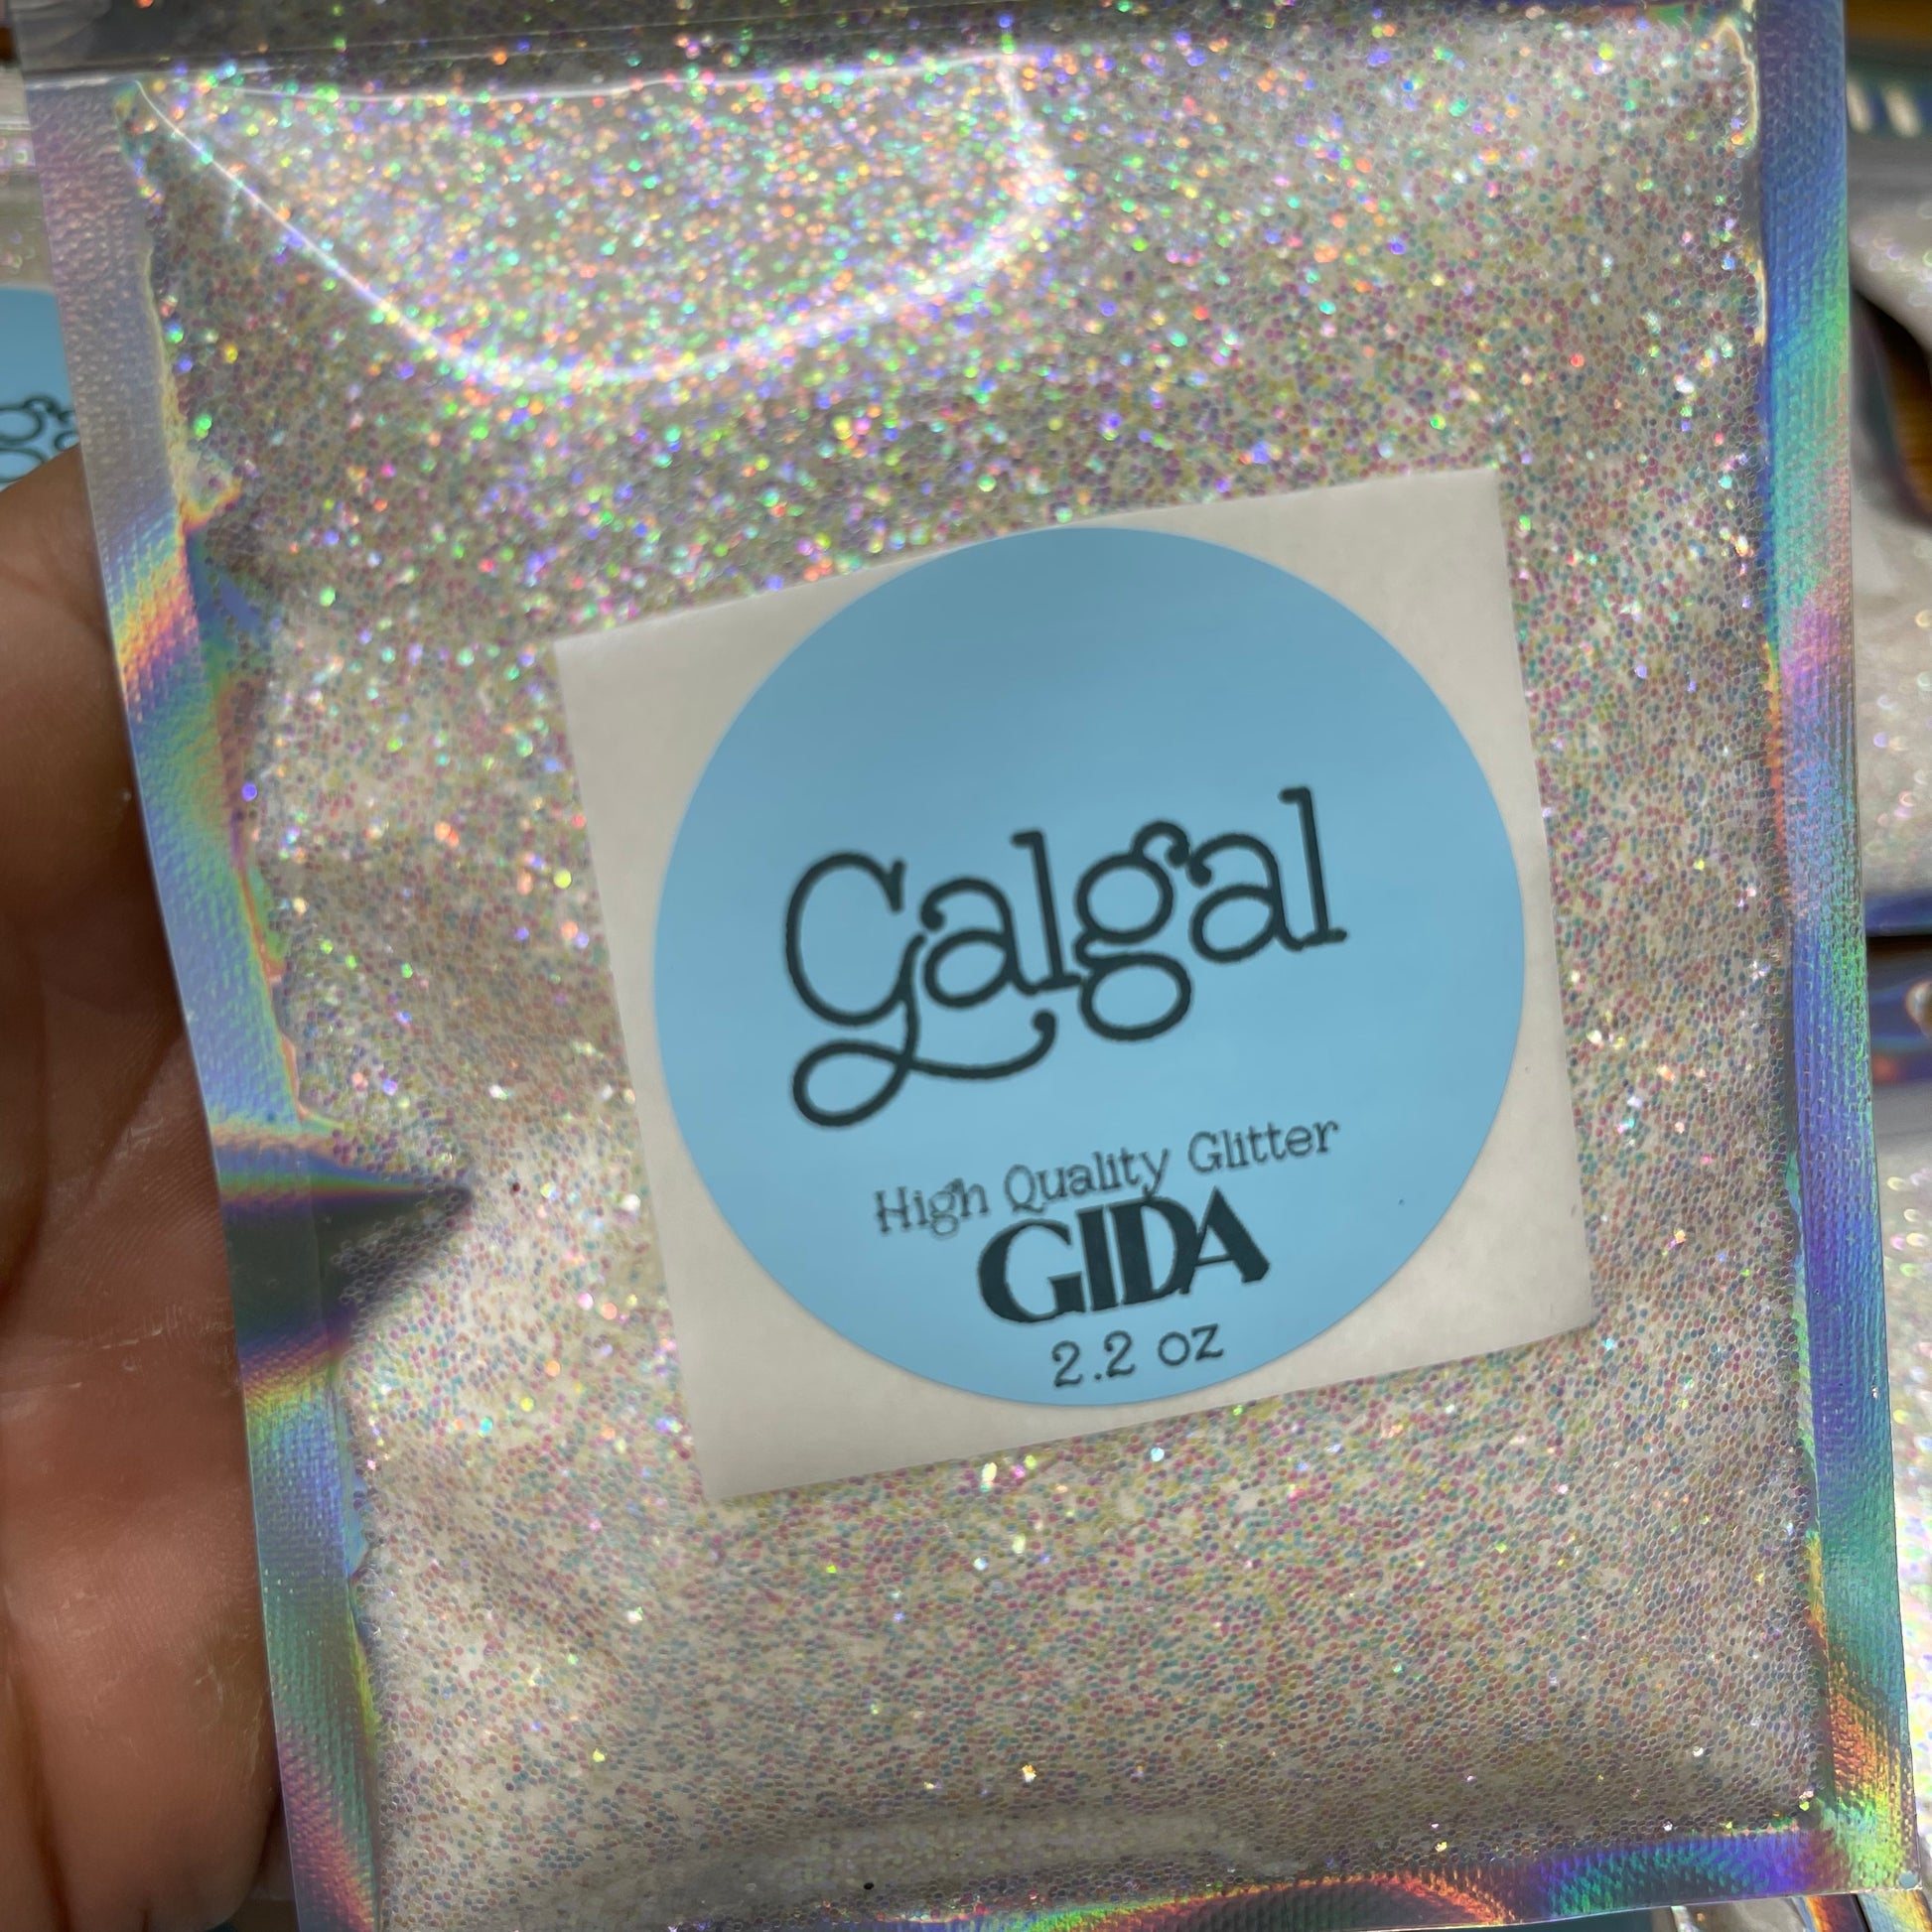 Galgal
High Quality Glitter
GIDA
2.2 oz